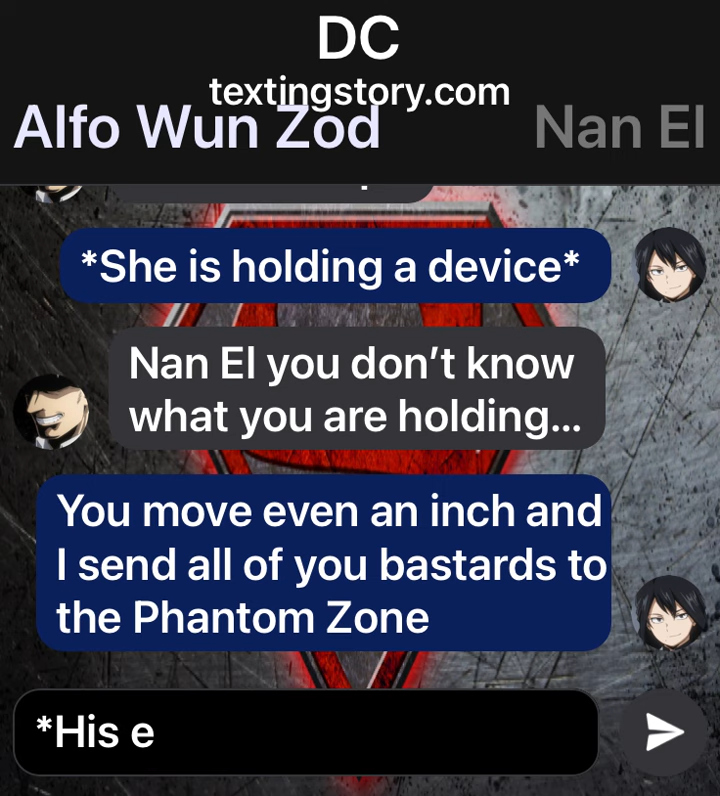 DC
textingstory.com
Alfo Wun Zod
Nan El
*She is holding a device*
Nan El you don’t know
what you are holding...
You move even an inch and
I send all of you bastards to
the Phantom Zone
*His e